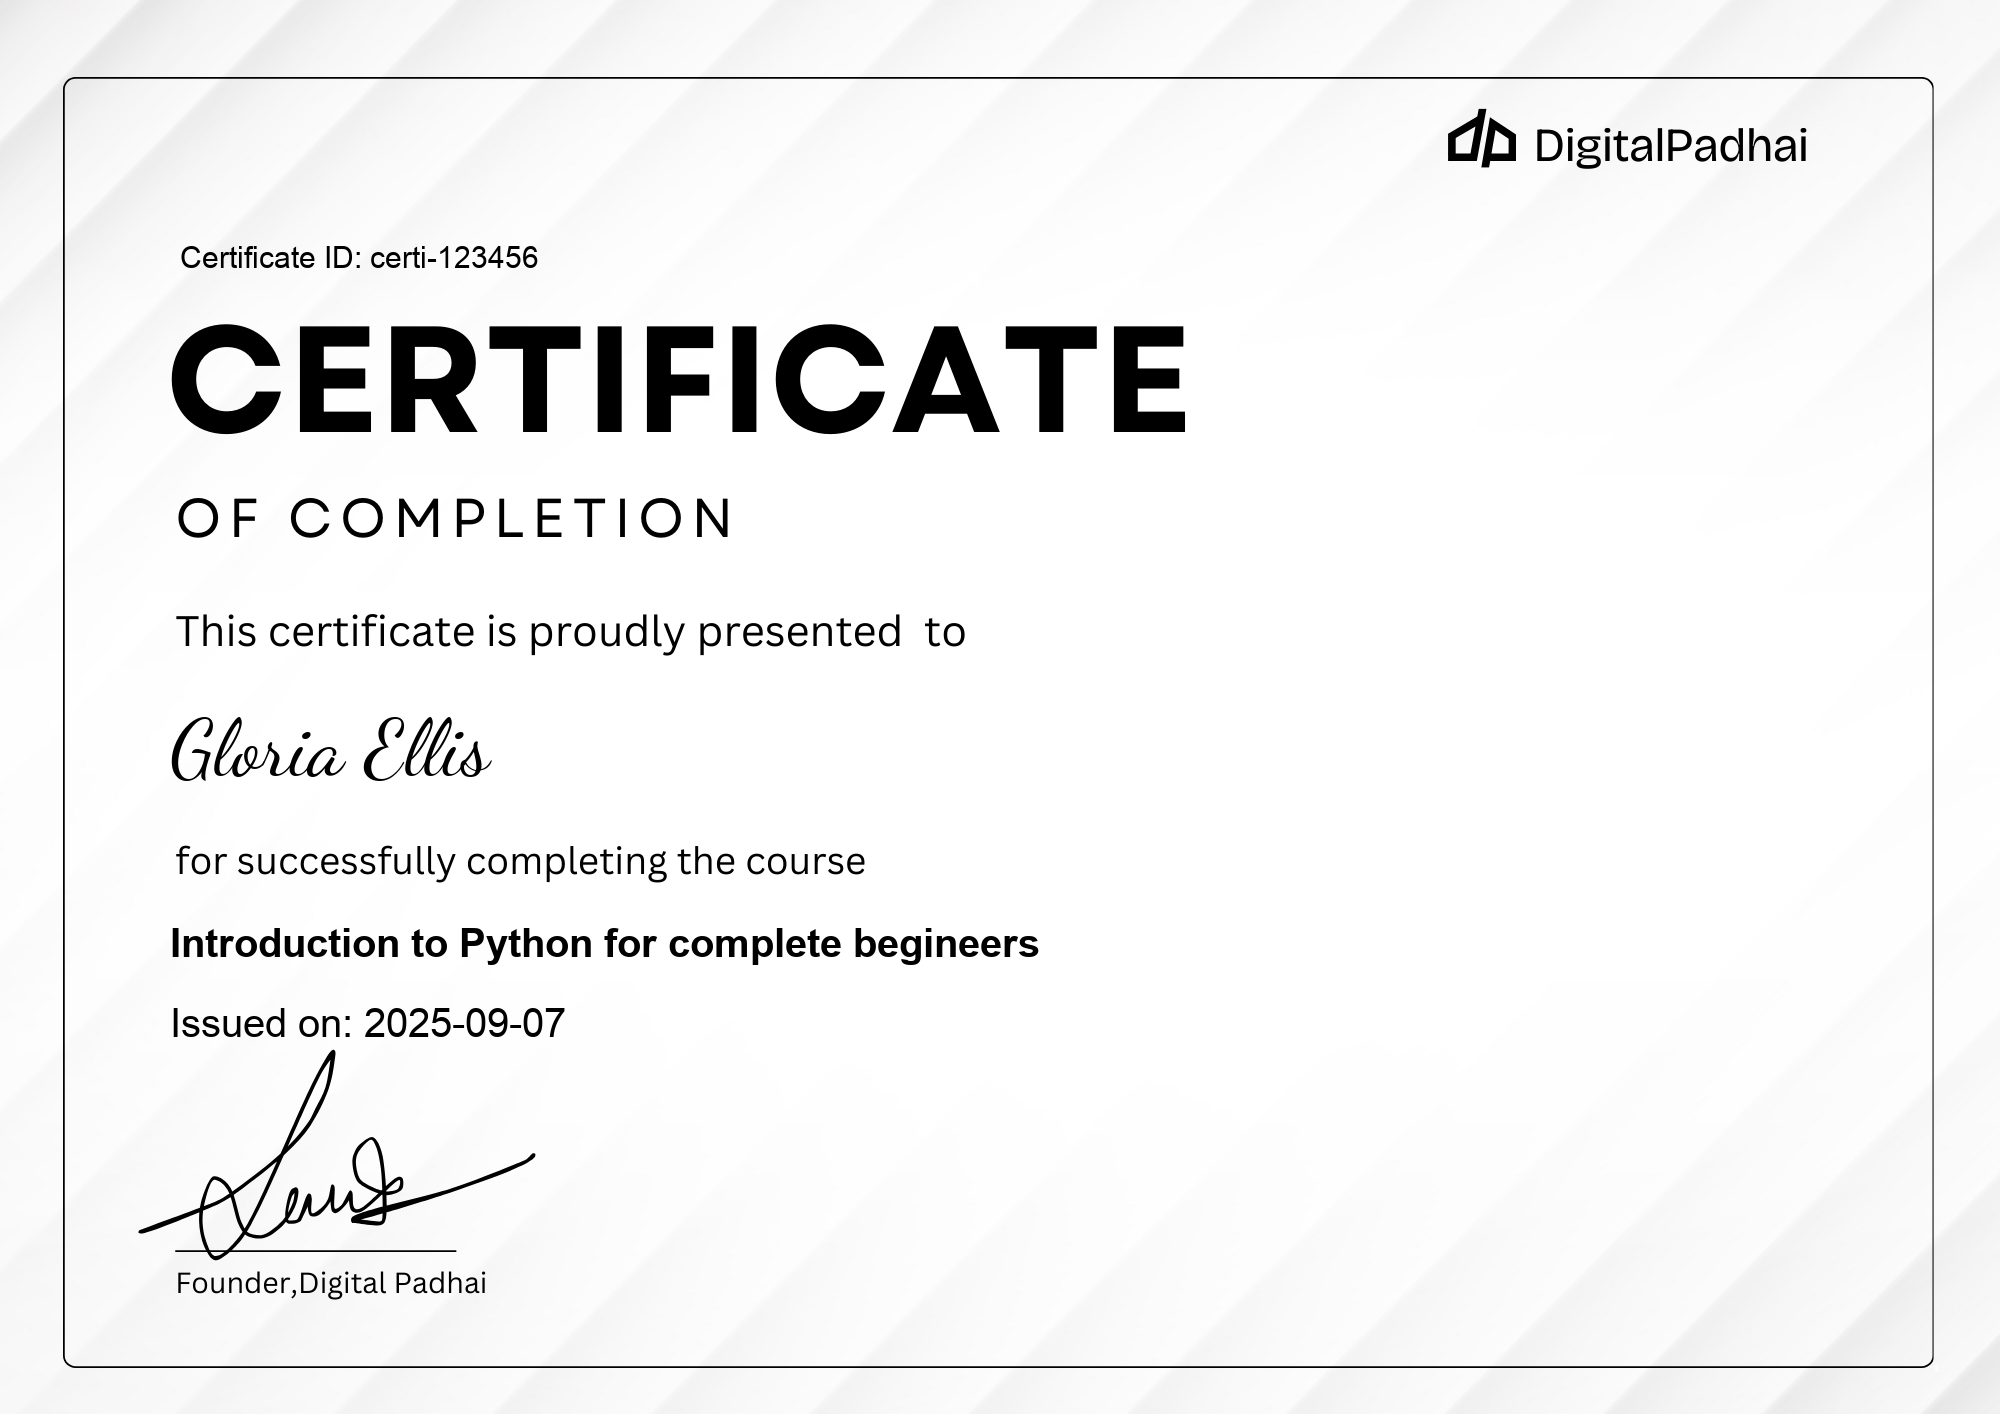 DigitalPadhai
Certificate ID: certi-123456
CERTIFICATE
OF COMPLETION
This certificate is proudly presented  to
Gloria Ellis
for successfully completing the course
Introduction to Python for complete begineers
Issued on: 2025-09-07
Founder,Digital Padhai